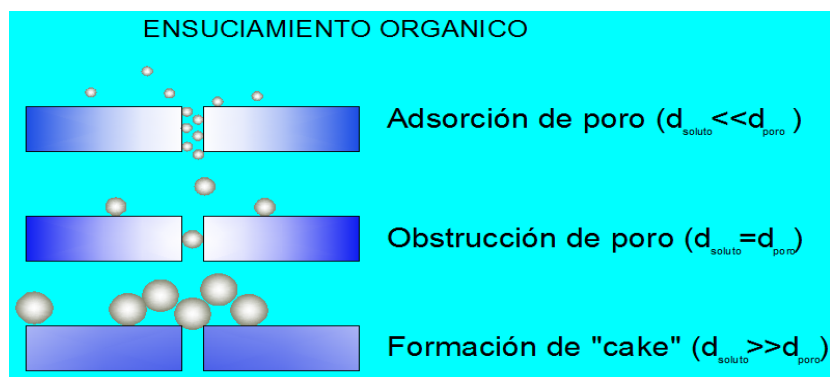 ENSUCIAMIENTO ORGANICO
Adsorción de poro (dsoluto<<dporo )
Obstrucción de poro (dsoluto=dporo)
Formación de "cake" (dsoluto>>dporo)